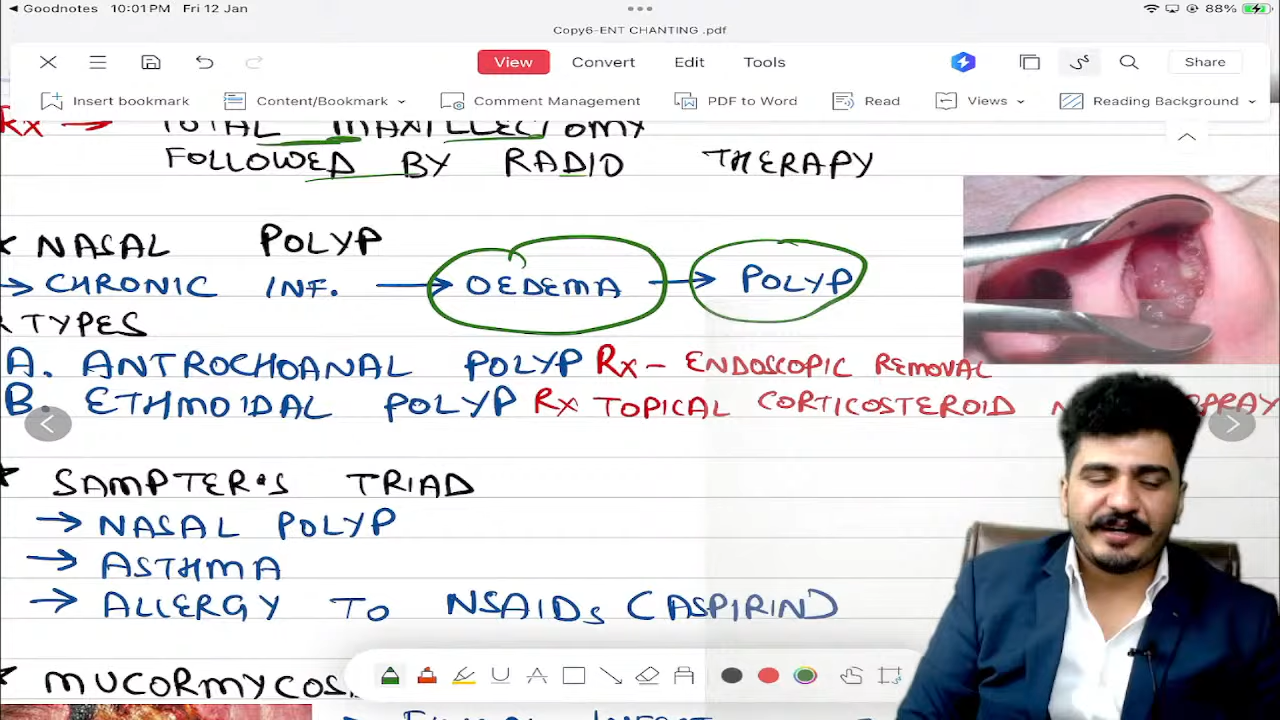 Goodnotes 10:01 PM Fri 12 Jan 88%
Copy6-ENT CHANTING .pdf
View Convert Edit Tools Share
Insert bookmark Content/Bookmark Comment Management PDF to Word Read Views Reading Background
Rx → TOTAL MAXILLECTOMY
FOLLOWED BY RADIO THERAPY
NASAL POLYP
→ CHRONIC INF. → OEDEMA → POLYP
TYPES
A. ANTROCHOANAL POLYP Rx - ENDOSCOPIC REMOVAL
B. ETHMOIDAL POLYP Rx TOPICAL CORTICOSTEROID
SAMPTER'S TRIAD
→ NASAL POLYP
→ ASTHMA
→ ALLERGY TO NSAIDs (ASPIRIN)